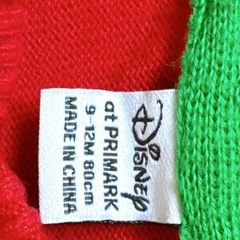 Disney
at PRIMARK
9-12M 80cm
MADE IN CHINA